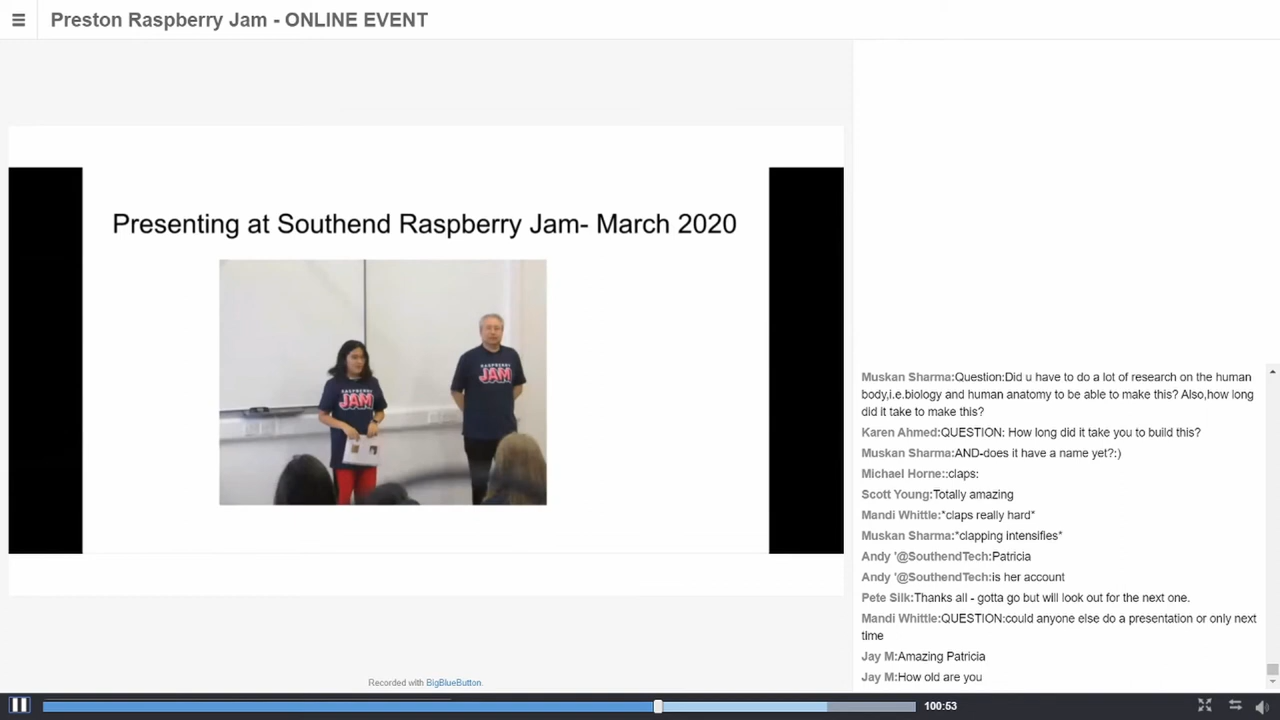 Preston Raspberry Jam - ONLINE EVENT
Presenting at Southend Raspberry Jam- March 2020
RASPBERRY
JAM
RASPBERRY
JAM
Muskan Sharma:Question:Did u have to do a lot of research on the human
body,i.e.biology and human anatomy to be able to make this? Also,how long
did it take to make this?
Karen Ahmed:QUESTION: How long did it take you to build this?
Muskan Sharma:AND-does it have a name yet?:)
Michael Horne::claps:
Scott Young:Totally amazing
Mandi Whittle:*claps really hard*
Muskan Sharma:*clapping intensifies*
Andy '@SouthendTech:Patricia
Andy '@SouthendTech:is her account
Pete Silk:Thanks all - gotta go but will look out for the next one.
Mandi Whittle:QUESTION:could anyone else do a presentation or only next
time
Jay M:Amazing Patricia
Jay M:How old are you
Recorded with BigBlueButton.
100:53